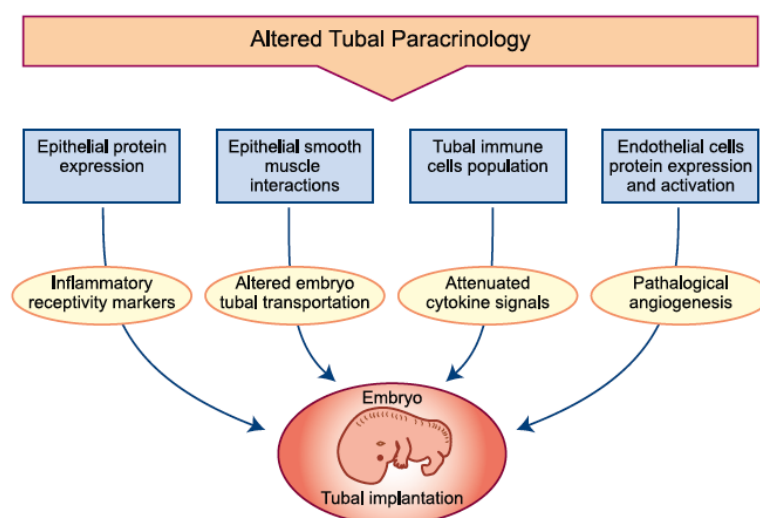 Altered Tubal Paracrinology
Epithelial protein
expression
Epithelial smooth
muscle
interactions
Tubal immune
cells population
Endothelial cells
protein expression
and activation
Inflammatory
receptivity markers
Altered embryo
tubal transportation
Attenuated
cytokine signals
Pathalogical
angiogenesis
Embryo
Tubal implantation